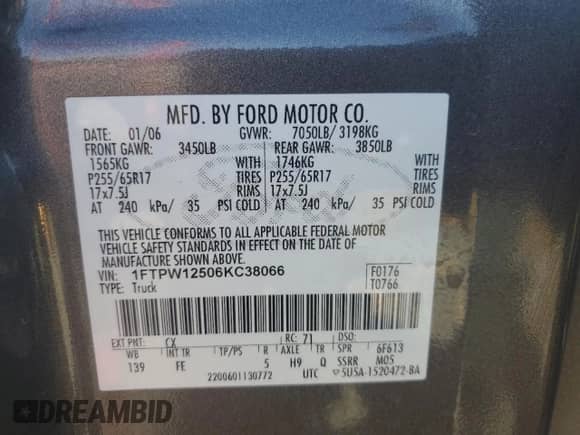 MFD. BY FORD MOTOR CO.
DATE: 01/06 GVWR: 7050LB/ 3198KG
FRONT GAWR: 3450LB REAR GAWR: 3850LB
1565KG WITH 1746KG WITH
P255/65R17 TIRES P255/65R17 TIRES
17x7.5J RIMS 17x7.5J RIMS
AT 240 kPa/ 35 PSI COLD AT 240 kPa/ 35 PSI COLD
THIS VEHICLE CONFORMS TO ALL APPLICABLE FEDERAL MOTOR
VEHICLE SAFETY STANDARDS IN EFFECT ON THE DATE OF
MANUFACTURE SHOWN ABOVE.
VIN: 1FTPW12506KC38066 F0176
TYPE: Truck T0766
EXT PNT: CX RC: 71 DSO:
WB INT TR TP/PS R AXLE TR SPR 6F613
139 FE 5 H9 Q SSRR M05
2200601130772 UTC 5U5A-1520472-BA
DREAMBID